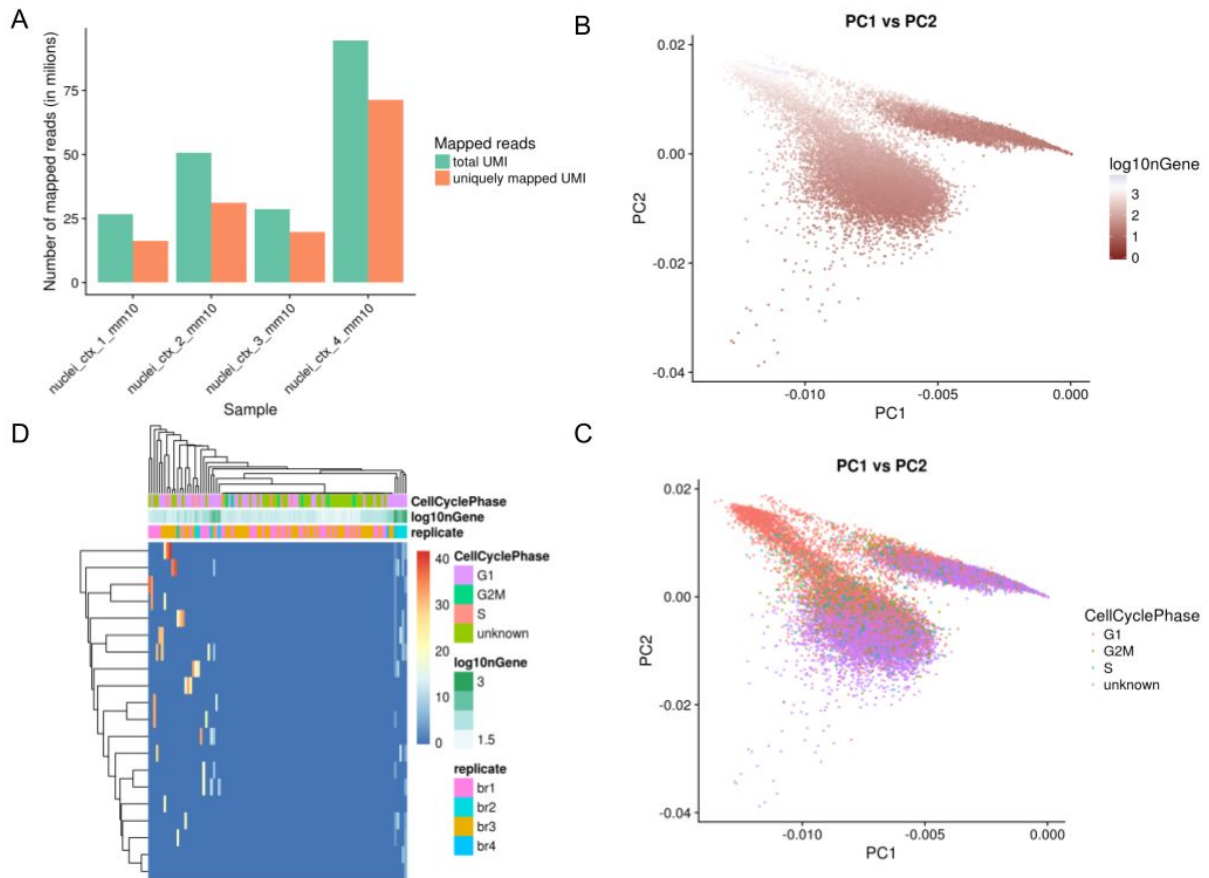 A
Number of mapped reads (in milions)
75
50
25
0
nuclei_ctx_1_mm10
nuclei_ctx_2_mm10
nuclei_ctx_3_mm10
nuclei_ctx_4_mm10
Sample
Mapped reads
total UMI
uniquely mapped UMI
B
PC1 vs PC2
PC2
0.02
0.00
-0.02
-0.04
-0.010
-0.005
0.000
PC1
log10nGene
3
2
1
0
D
CellCyclePhase
log10nGene
replicate
40
30
20
10
0
CellCyclePhase
G1
G2M
S
unknown
log10nGene
3
1.5
replicate
br1
br2
br3
br4
C
PC1 vs PC2
PC2
0.02
0.00
-0.02
-0.04
-0.010
-0.005
0.000
PC1
CellCyclePhase
G1
G2M
S
unknown